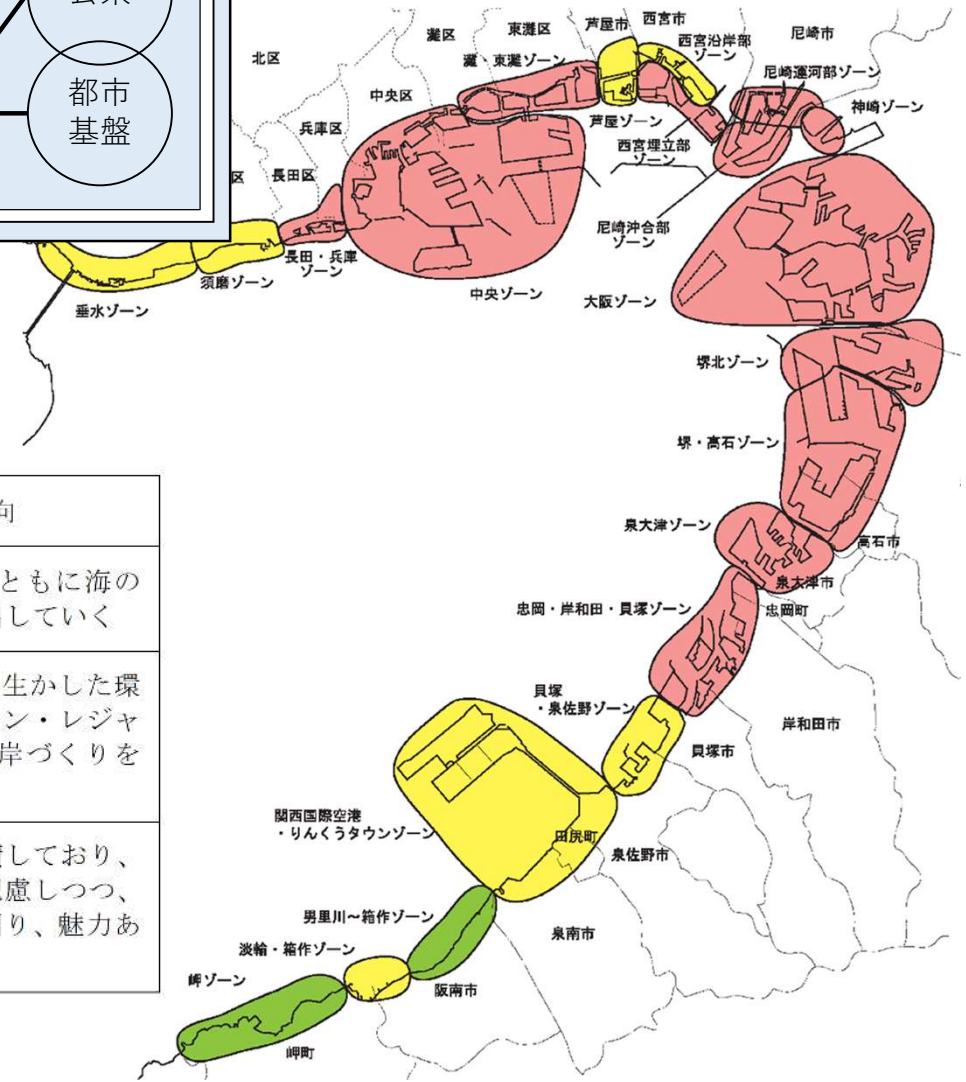 都市
基盤
北区
灘区
東灘区
芦屋市
西宮市
尼崎市
灘・東灘ゾーン
西宮沿岸部
ゾーン
尼崎運河部ゾーン
中央区
神崎ゾーン
兵庫区
芦屋ゾーン
西宮埋立部
ゾーン
区
長田区
尼崎沖合部
ゾーン
長田・兵庫
ゾーン
須磨ゾーン
中央ゾーン
大阪ゾーン
垂水ゾーン
堺北ゾーン
堺・高石ゾーン
泉大津ゾーン
高石市
泉大津市
忠岡・岸和田・貝塚ゾーン
忠岡町
貝塚
・泉佐野ゾーン
岸和田市
貝塚市
関西国際空港
・りんくうタウンゾーン
田尻町
泉佐野市
男里川～箱作ゾーン
泉南市
淡輪・箱作ゾーン
岬ゾーン
阪南市
岬町
向
ともに海の
していく
生かした環
ン・レジャ
岸づくりを
しており、
慮しつつ、
り、魅力あ